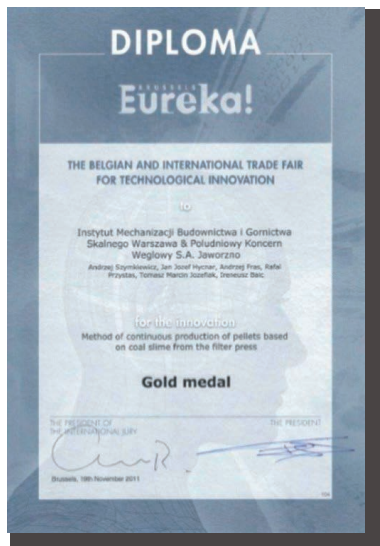 DIPLOMA
BRUSSELS
Eureka!
THE BELGIAN AND INTERNATIONAL TRADE FAIR
FOR TECHNOLOGICAL INNOVATION
to
Instytut Mechanizacji Budownictwa i Gornictwa
Skalnego Warszawa & Poludniowy Koncern
Weglowy S.A. Jaworzno
Andrzej Szymkiewicz, Jan Jozef Hycnar, Andrzej Fras, Rafal
Przystas, Tomasz Marcin Jozefiak, Ireneusz Baic
for the innovation
Method of continuous production of pellets based
on coal slime from the filter press
Gold medal
THE PRESIDENT OF
THE INTERNATIONAL JURY
THE PRESIDENT
Brussels, 19th November 2011